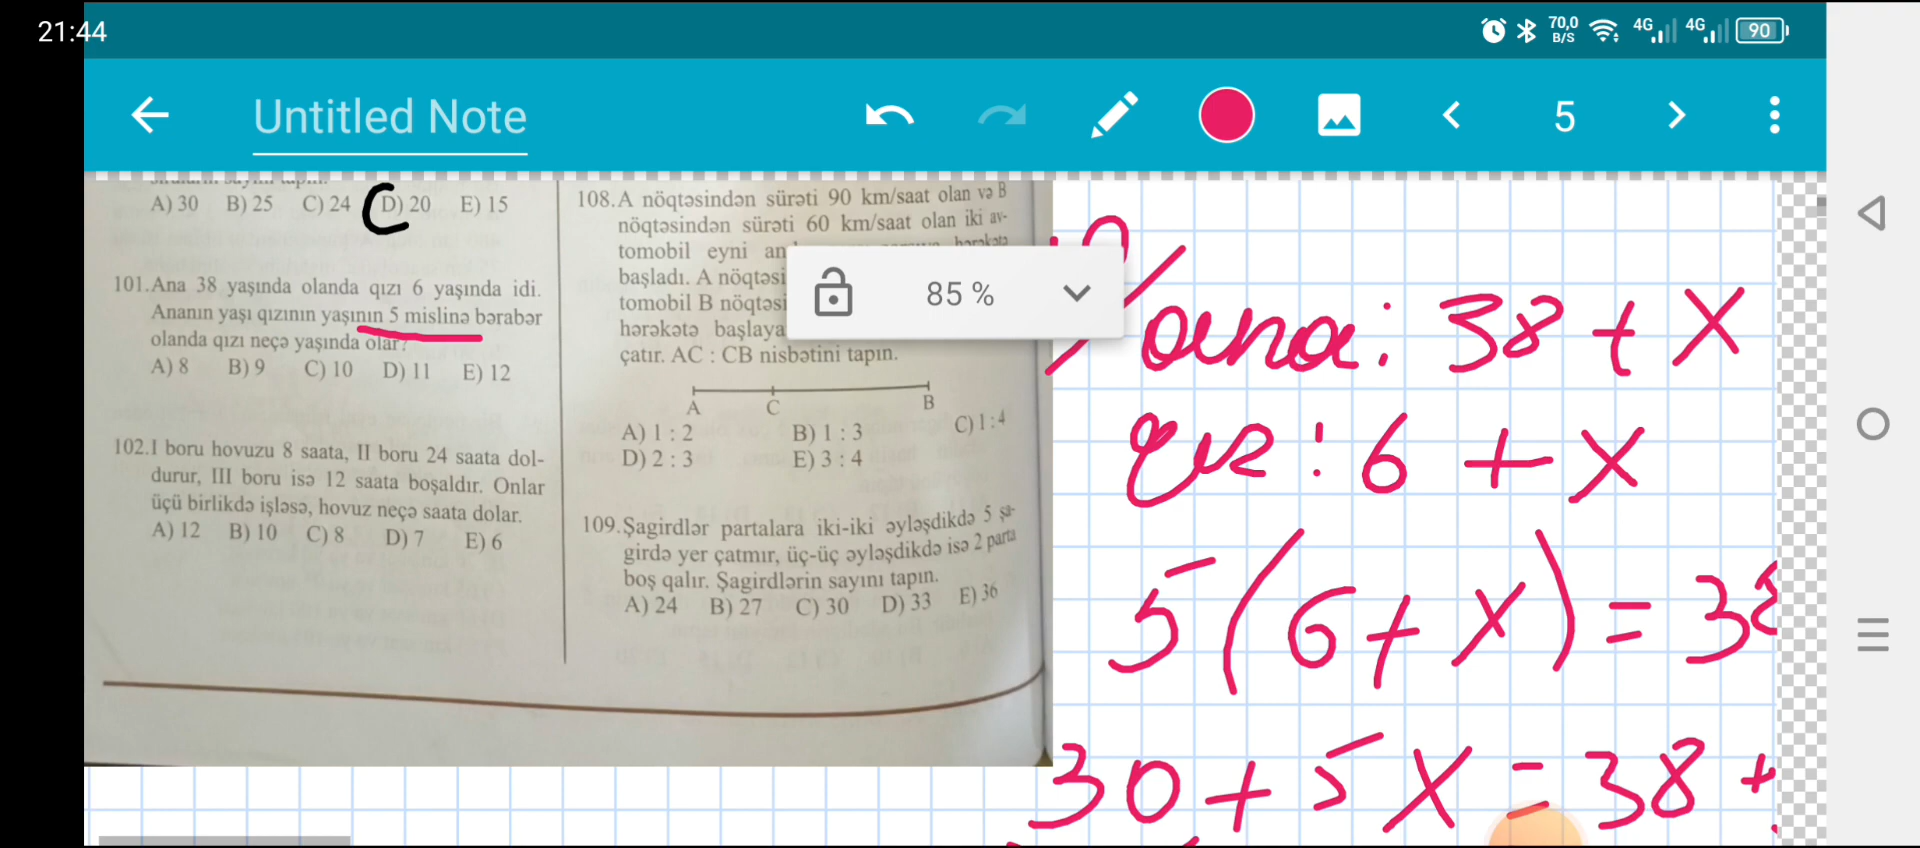 21:44
70,0 B/S 4G 4G 90
Untitled Note
5
A) 30 B) 25 C) 24 D) 20 E) 15
101. Ana 38 yaşında olanda qızı 6 yaşında idi.
Ananın yaşı qızının yaşının 5 mislinə bərabər
olanda qızı neçə yaşında olar?
A) 8 B) 9 C) 10 D) 11 E) 12
102. I boru hovuzu 8 saata, II boru 24 saata dol-
durur, III boru isə 12 saata boşaldır. Onlar
üçü birlikdə işləsə, hovuz neçə saata dolar.
A) 12 B) 10 C) 8 D) 7 E) 6
108. A nöqtəsindən sürəti 90 km/saat olan və B
nöqtəsindən sürəti 60 km/saat olan iki av-
tomobil eyni an
başladı. A nöqtəsi
tomobil B nöqtəsi
hərəkətə başlaya
çatır. AC : CB nisbətini tapın.
A C B
A) 1 : 2 B) 1 : 3 C) 1 : 4
D) 2 : 3 E) 3 : 4
109. Şagirdlər partalara iki-iki əyləşdikdə 5 şa-
girdə yer çatmır, üç-üç əyləşdikdə isə 2 parta
boş qalır. Şagirdlərin sayını tapın.
A) 24 B) 27 C) 30 D) 33 E) 36
85 %
ana: 38 + x
qız: 6 + x
5(6+x) = 38
30 + 5x = 38 +